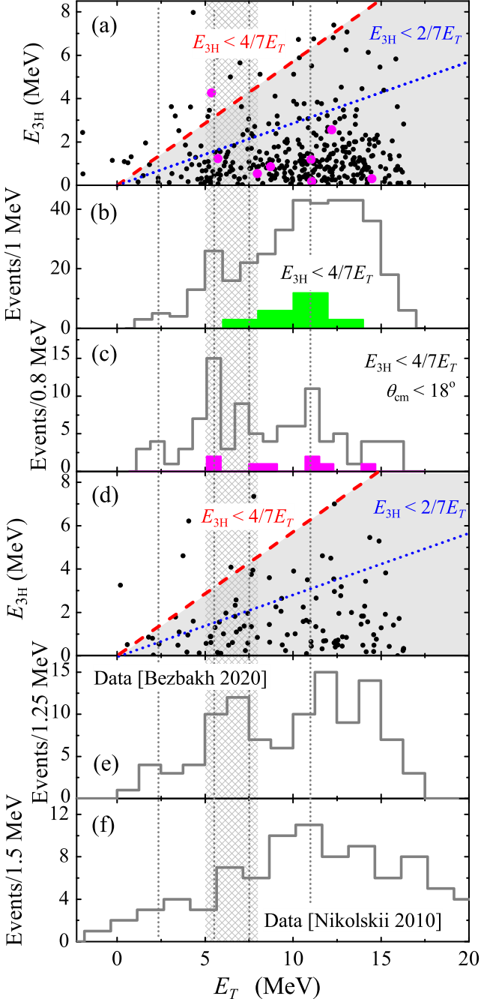 (a)
E3H < 4/7ET
E3H < 2/7ET
E3H (MeV)
8
6
4
2
0
(b)
E3H < 4/7ET
Events/1 MeV
40
20
0
(c)
E3H < 4/7ET
θcm < 18°
Events/0.8 MeV
15
10
5
0
(d)
E3H < 4/7ET
E3H < 2/7ET
E3H (MeV)
8
6
4
2
0
Data [Bezbakh 2020]
(e)
Events/1.25 MeV
15
10
5
0
(f)
Data [Nikolskii 2010]
Events/1.5 MeV
12
8
4
0
0 5 10 15 20
ET (MeV)